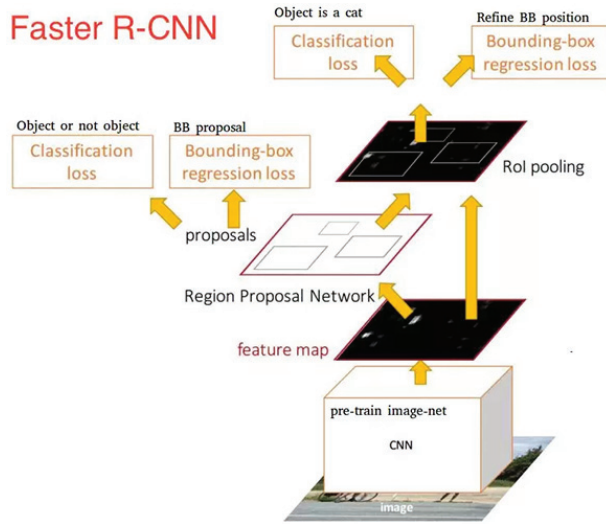 Faster R-CNN
Object is a cat
Classification
loss
Refine BB position
Bounding-box
regression loss
Object or not object
Classification
loss
BB proposal
Bounding-box
regression loss
RoI pooling
proposals
Region Proposal Network
feature map
pre-train image-net
CNN
image